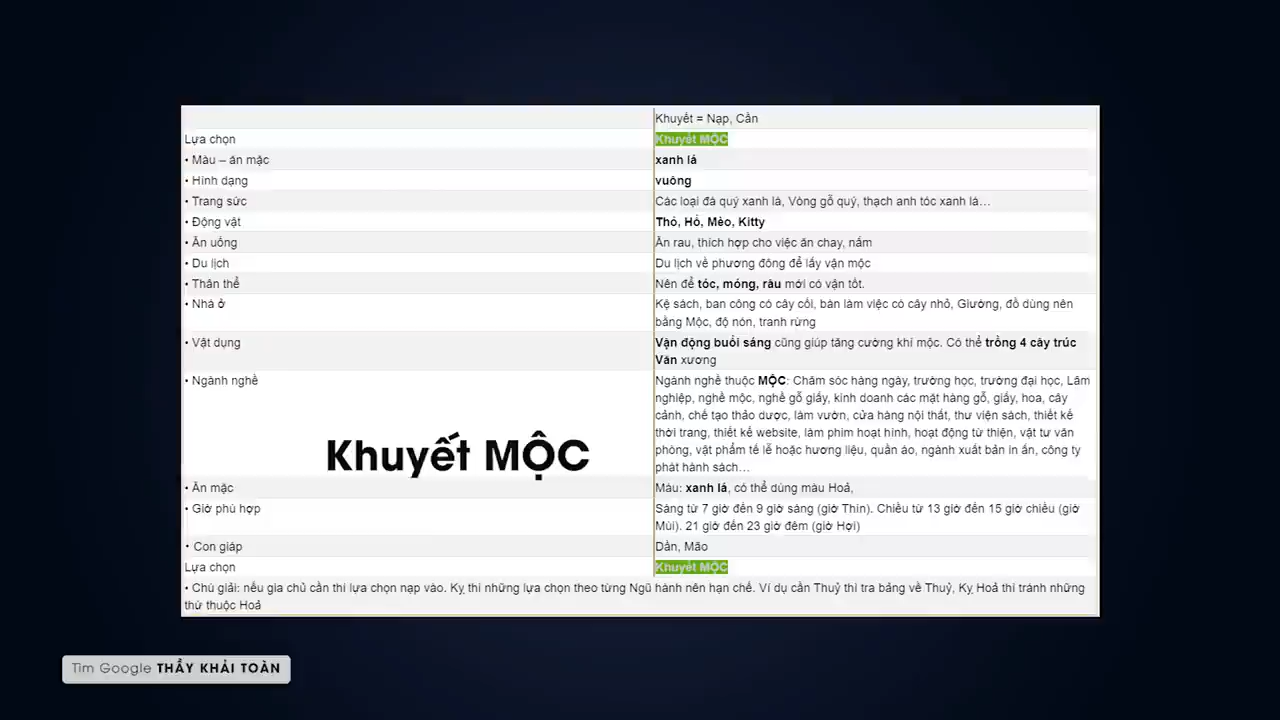 Khuyết = Nạp, Cần
Lựa chọn Khuyết MỘC
• Màu – ăn mặc xanh lá
• Hình dạng vuông
• Trang sức Các loại đá quý xanh lá, Vòng gỗ quý, thạch anh tóc xanh lá…
• Động vật Thỏ, Hổ, Mèo, Kitty
• Ăn uống Ăn rau, thích hợp cho việc ăn chay, nấm
• Du lịch Du lịch về phương đông để lấy vận mộc
• Thân thể Nên để tóc, móng, râu mới có vận tốt.
• Nhà ở Kệ sách, ban công có cây cối, bàn làm việc có cây nhỏ, Giường, đồ dùng nên
bằng Mộc, độ nón, tranh rừng
• Vật dụng Vận động buổi sáng cũng giúp tăng cường khí mộc. Có thể trồng 4 cây trúc
Văn xương
• Ngành nghề Ngành nghề thuộc MỘC: Chăm sóc hàng ngày, trường học, trường đại học, Lâm
nghiệp, nghề mộc, nghề gỗ giấy, kinh doanh các mặt hàng gỗ, giấy, hoa, cây
cảnh, chế tạo thảo dược, làm vườn, cửa hàng nội thất, thư viện sách, thiết kế
thời trang, thiết kế website, làm phim hoạt hình, hoạt động từ thiện, vật tư văn
Khuyết MỘC
phòng, vật phẩm tế lễ hoặc hương liệu, quần áo, ngành xuất bản in ấn, công ty
phát hành sách…
• Ăn mặc Màu: xanh lá, có thể dùng màu Hoả,
• Giờ phù hợp Sáng từ 7 giờ đến 9 giờ sáng (giờ Thìn). Chiều từ 13 giờ đến 15 giờ chiều (giờ
Mùi). 21 giờ đến 23 giờ đêm (giờ Hợi)
• Con giáp Dần, Mão
Lựa chọn Khuyết MỘC
• Chú giải: nếu gia chủ cần thì lựa chọn nạp vào. Kỵ thì những lựa chọn theo từng Ngũ hành nên hạn chế. Ví dụ cần Thuỷ thì tra bảng về Thuỷ, Kỵ Hoả thì tránh những
thứ thuộc Hoả
Tìm Google THẦY KHẢI TOÀN